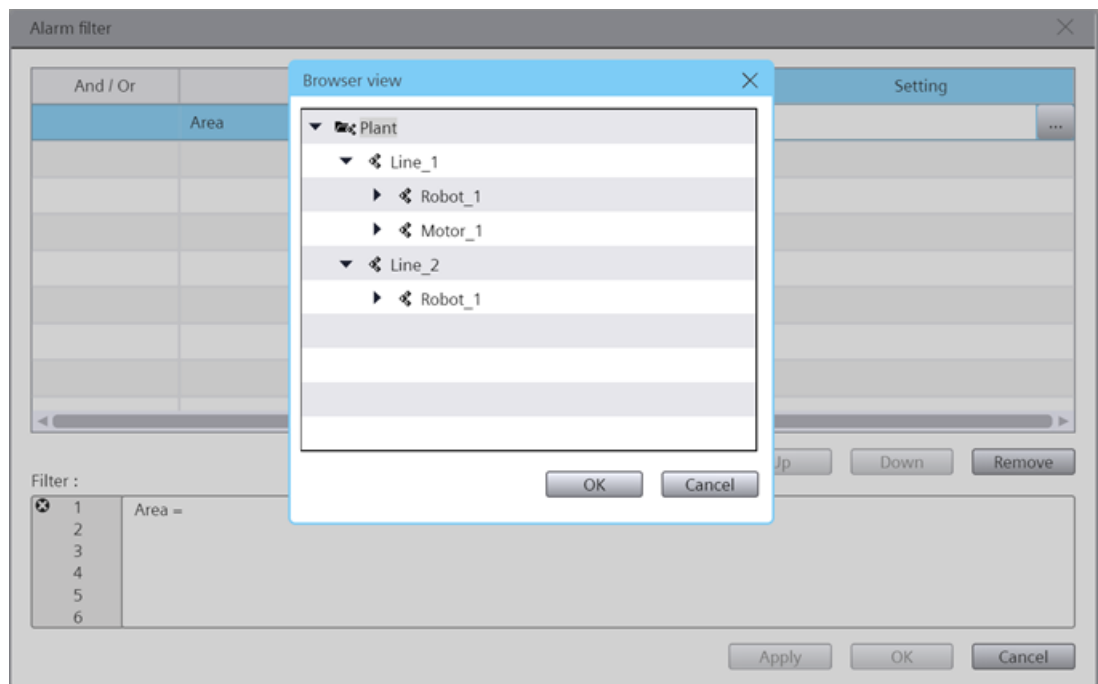 Alarm filter
And / Or
Setting
Area
...
Browser view
Plant
Line_1
Robot_1
Motor_1
Line_2
Robot_1
OK Cancel
Down Remove
Filter :
1 Area =
2
3
4
5
6
Apply OK Cancel